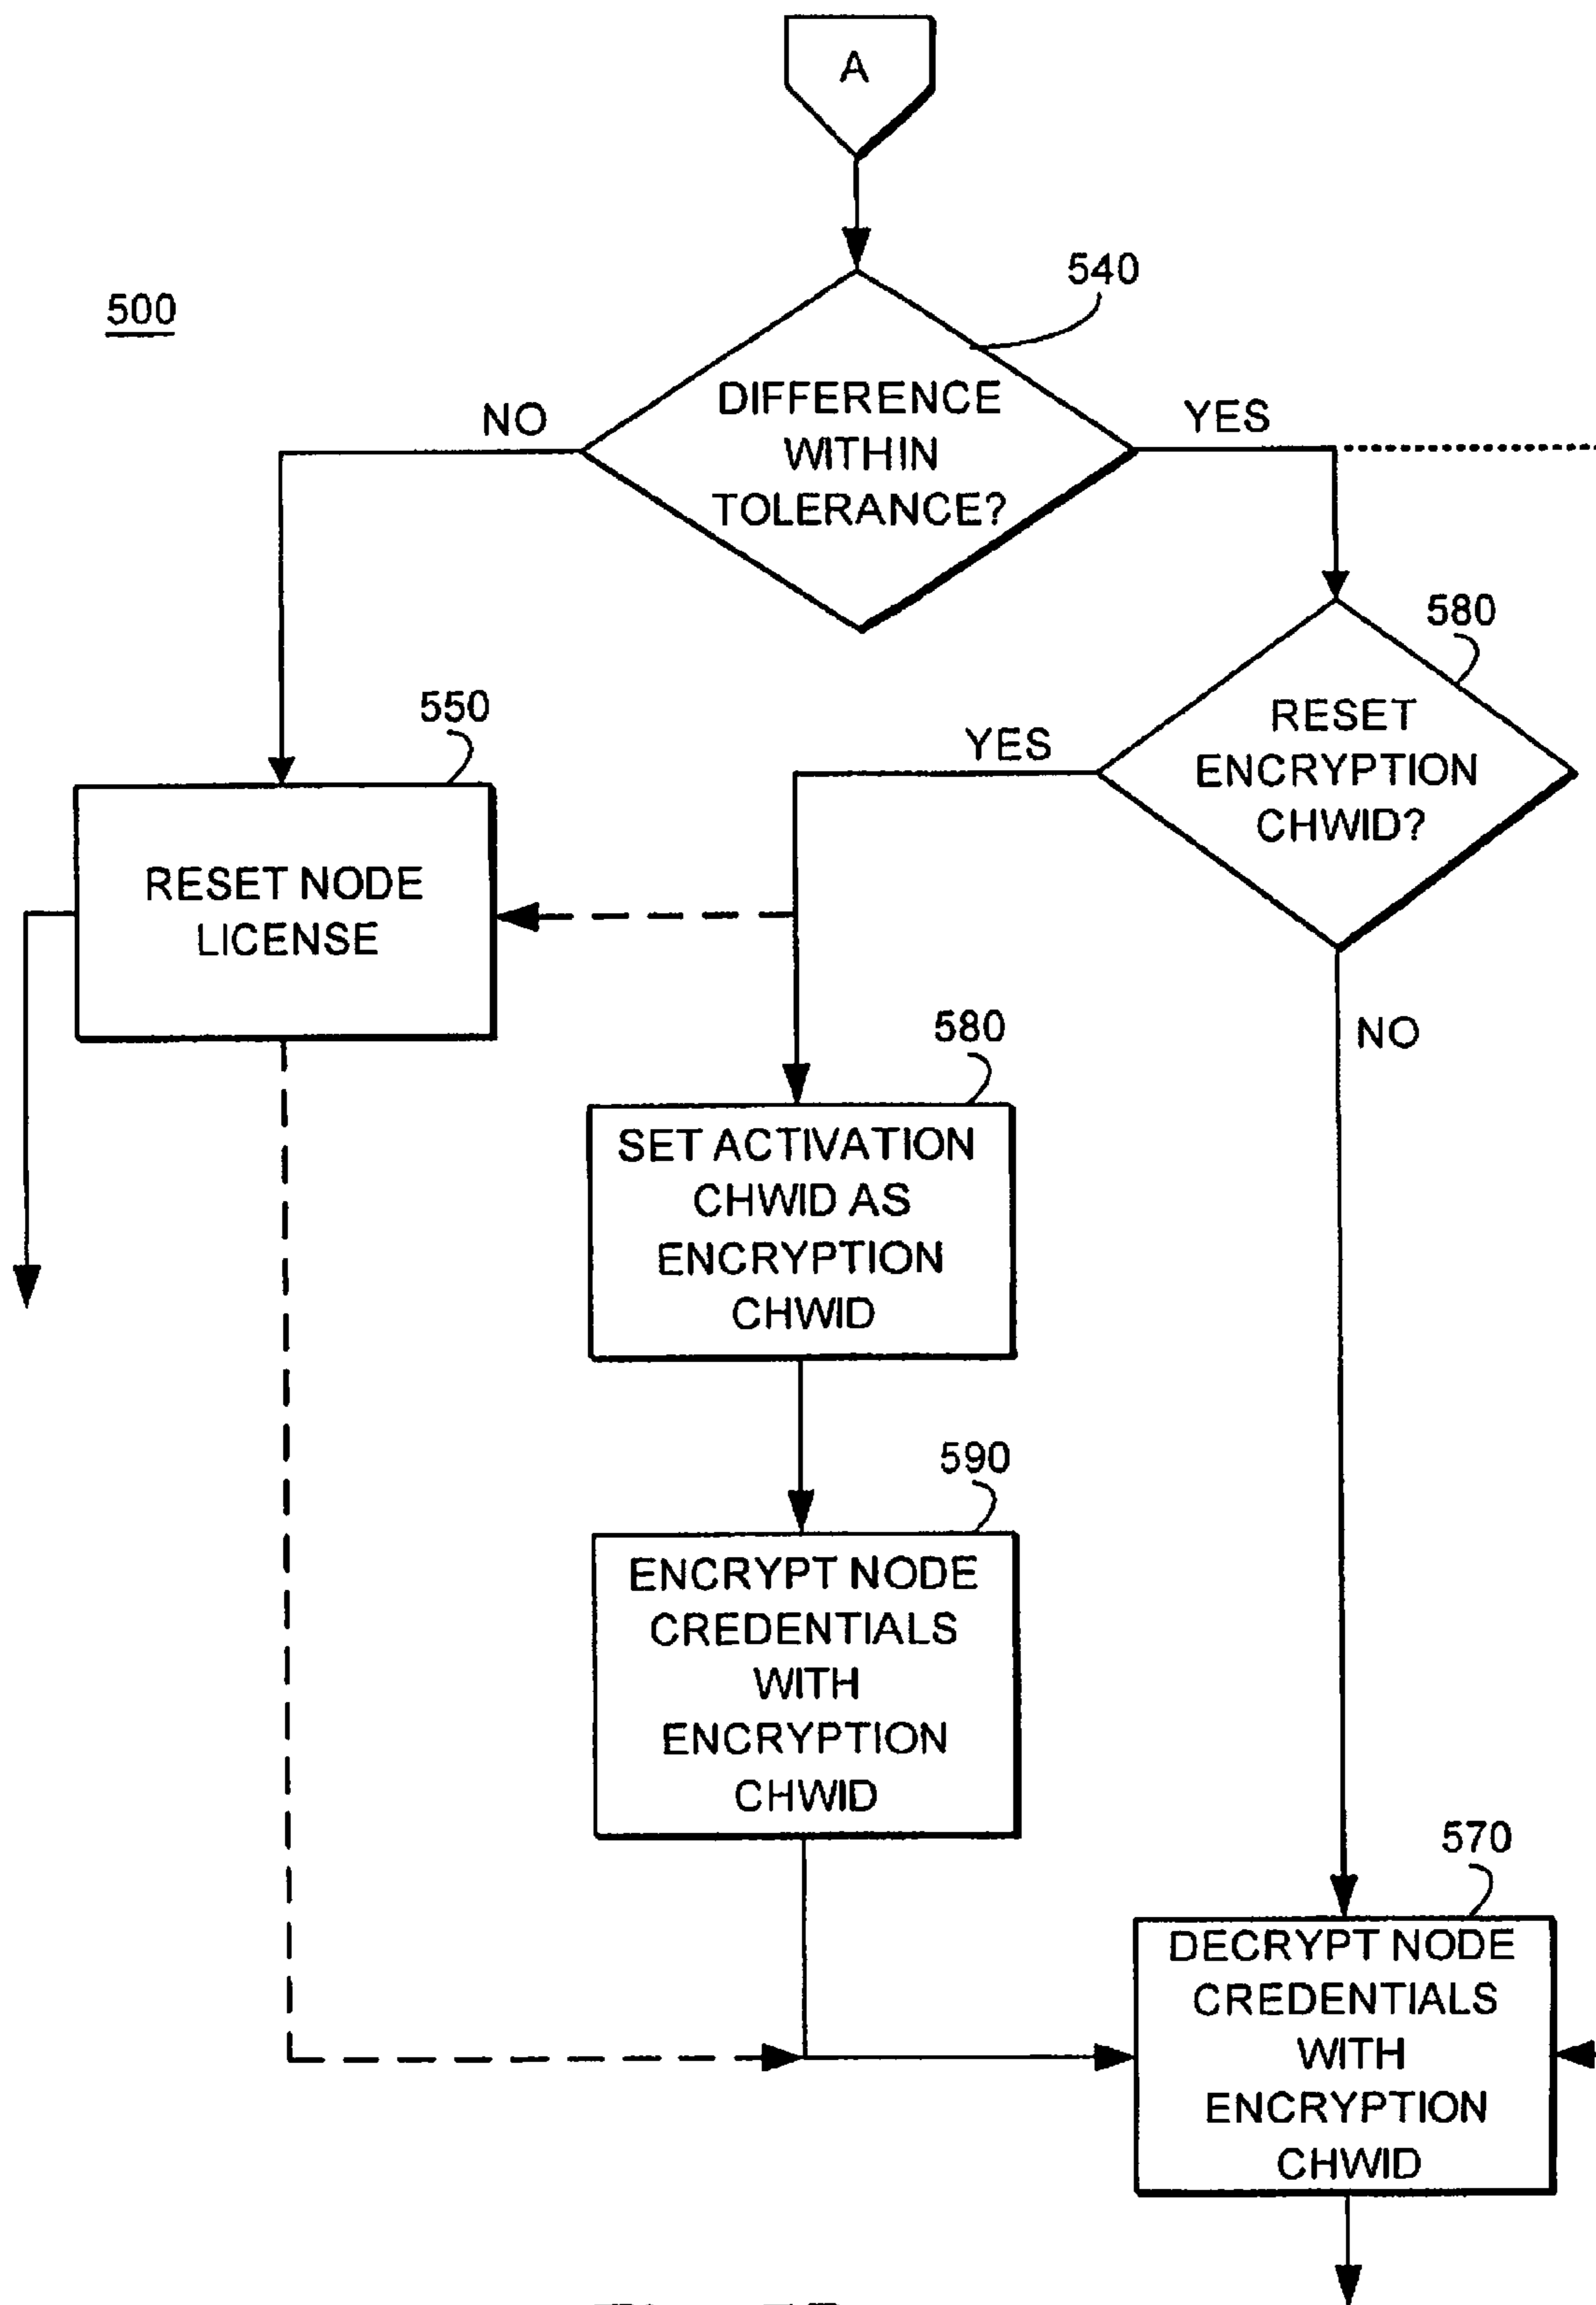 A
540
500
DIFFERENCE
WITHIN
TOLERANCE?
NO
YES
580
RESET
ENCRYPTION
CHWID?
YES
550
RESET NODE
LICENSE
NO
580
SET ACTIVATION
CHWID AS
ENCRYPTION
CHWID
590
ENCRYPT NODE
CREDENTIALS
WITH
ENCRYPTION
CHWID
570
DECRYPT NODE
CREDENTIALS
WITH
ENCRYPTION
CHWID